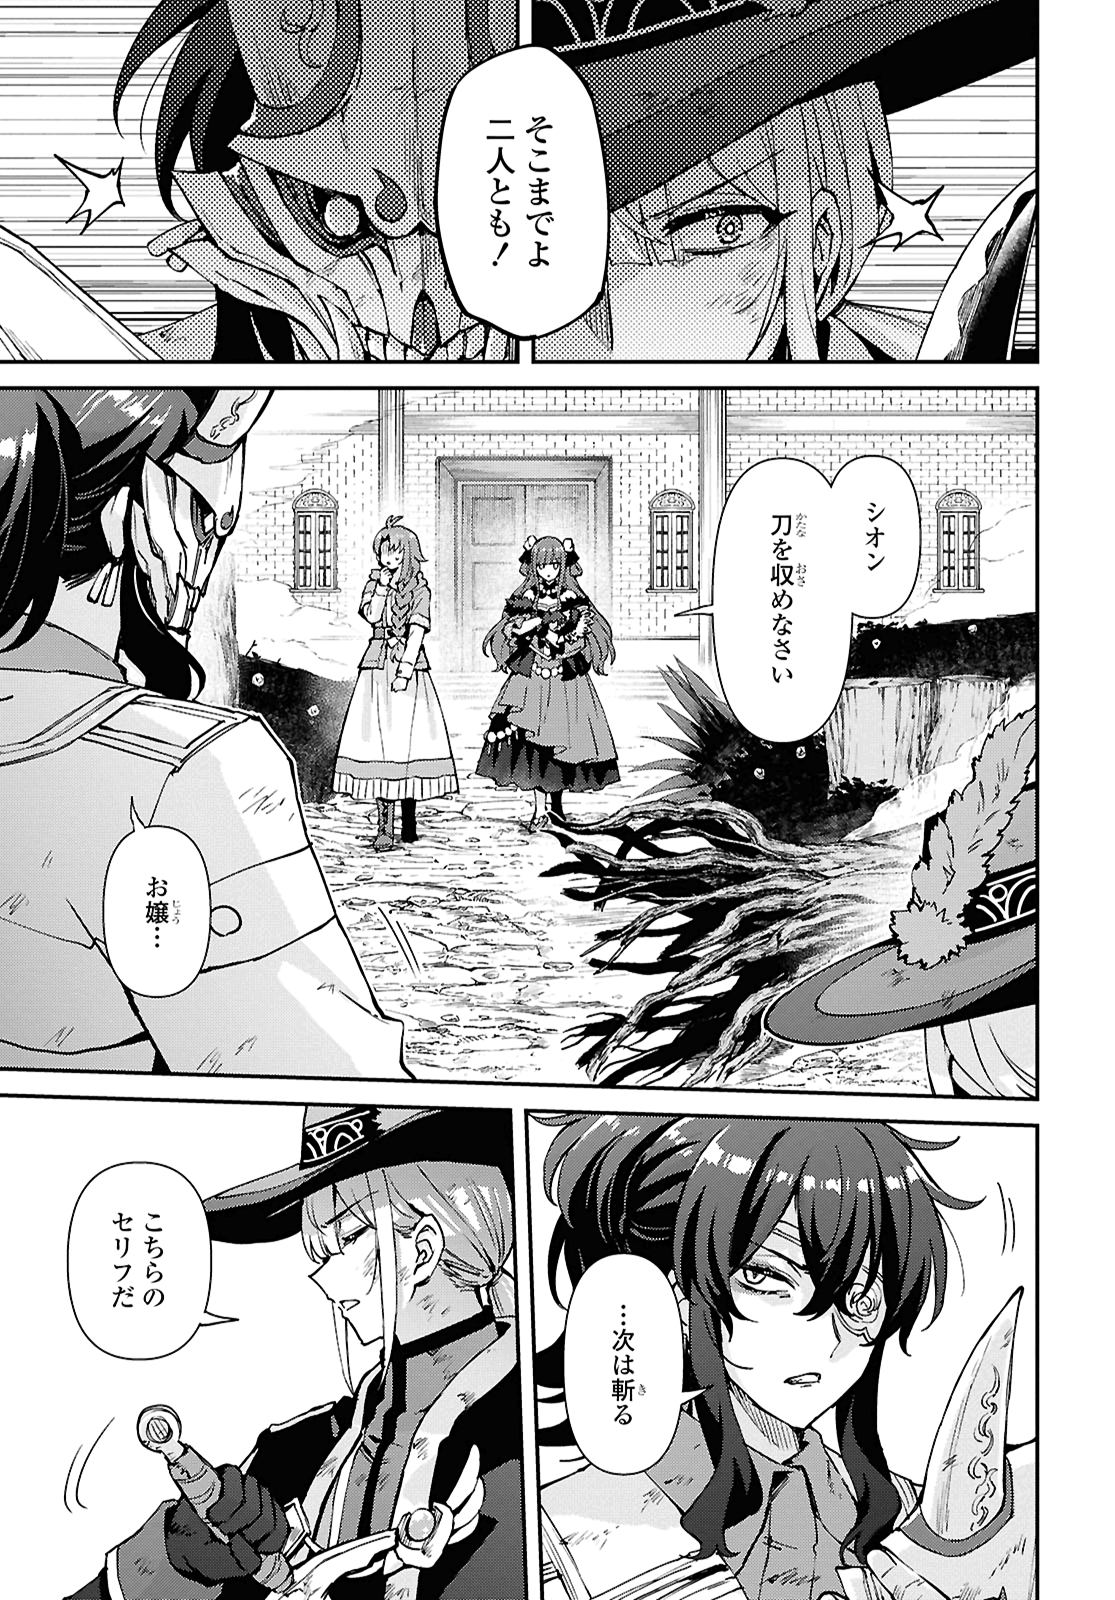 そこまでよ
二人とも!
シオン
刀を収めなさい
お嬢…
…次は斬る
こちらの
セリフだ